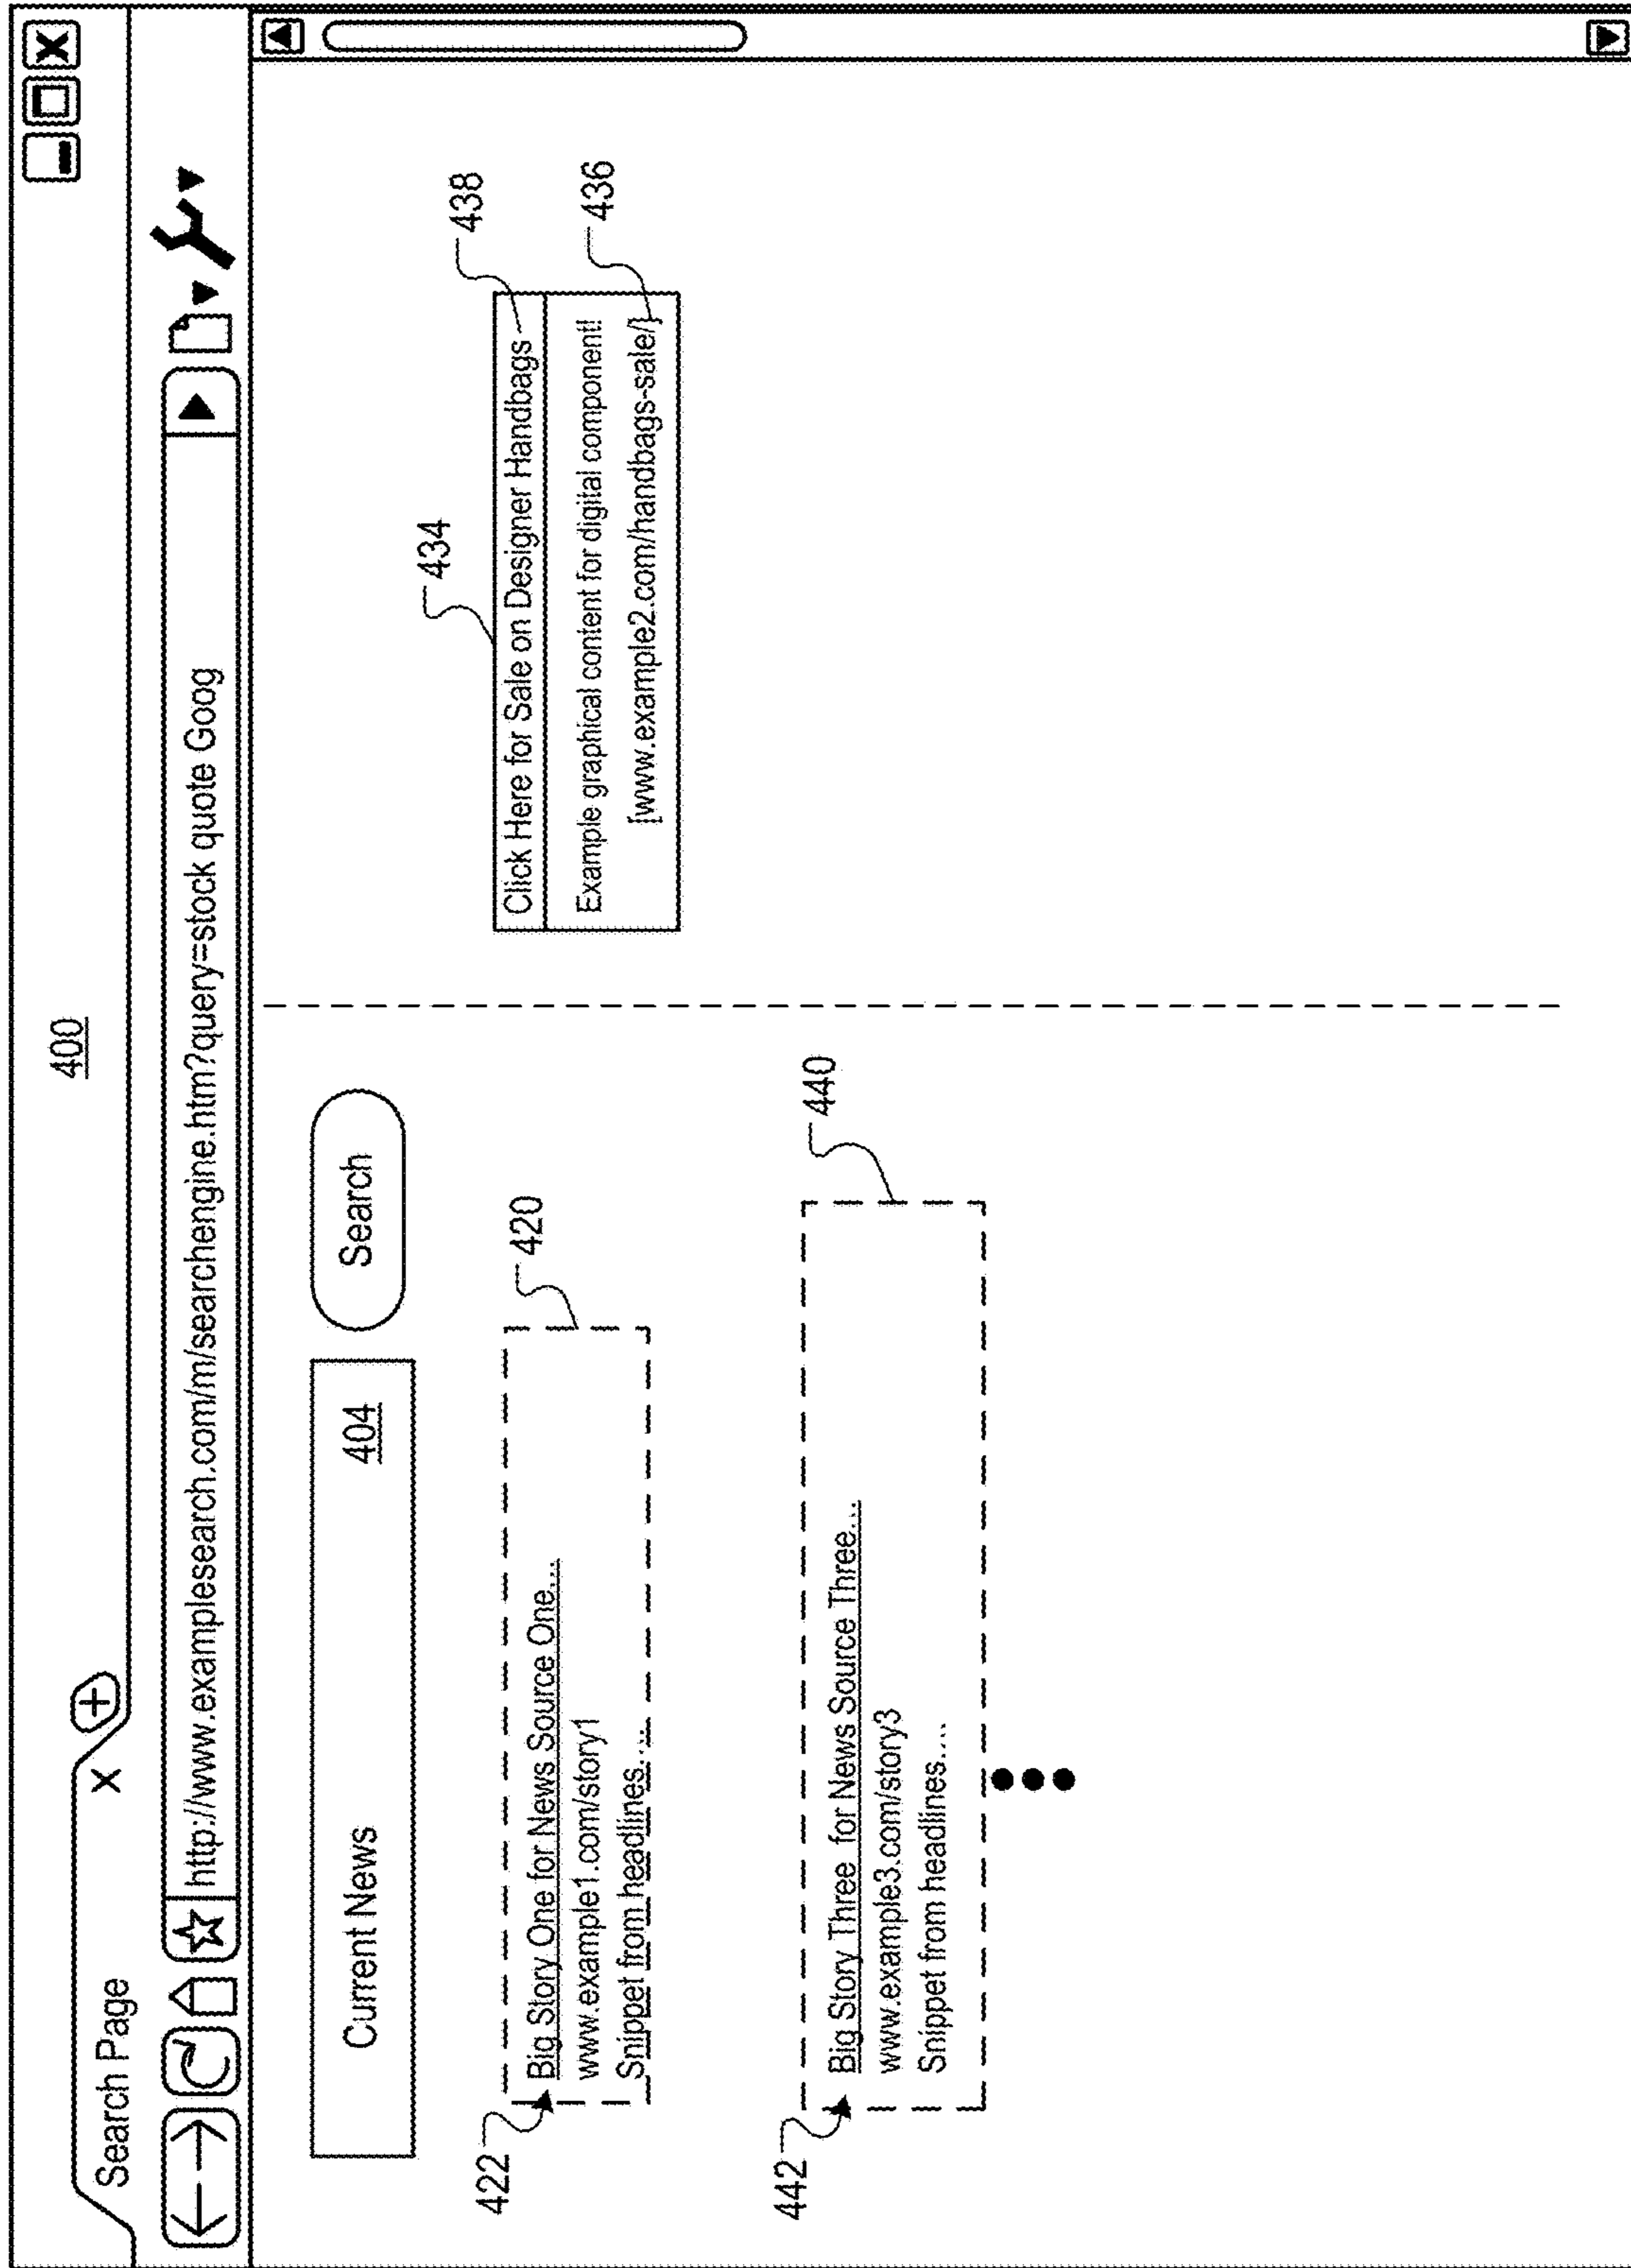 400
Search Page X
http://www.examplesearch.com/m/searchengine.htm?query=stock quote Goog
Current News 404
Search
422
420
Big Story One for News Source One...
www.example1.com/story1
Snippet from headlines....
442
440
Big Story Three for News Source Three...
www.example3.com/story3
Snippet from headlines....
434
438
Click Here for Sale on Designer Handbags
436
Example graphical content for digital component!
[www.example2.com/handbags-sale/]